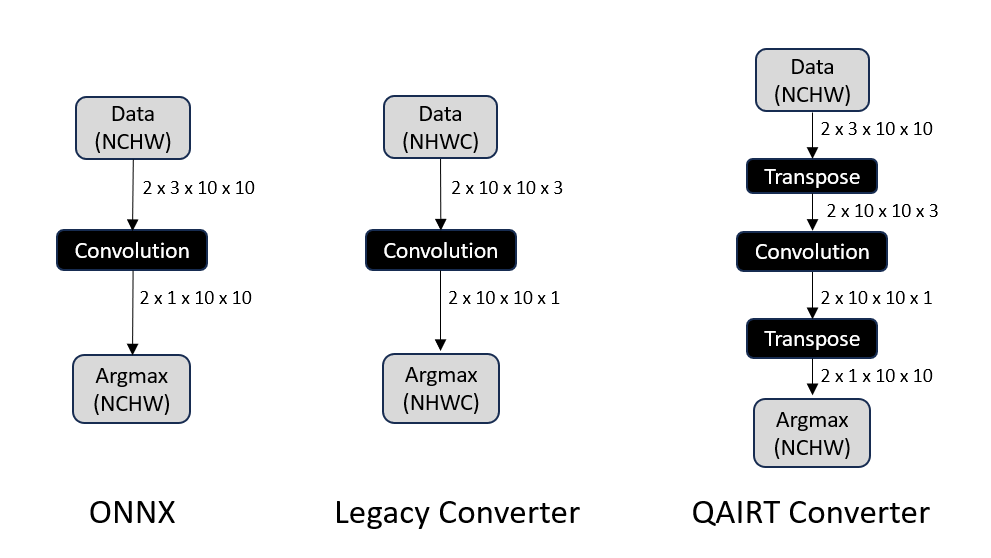 Data
(NCHW)
2 x 3 x 10 x 10
Convolution
2 x 1 x 10 x 10
Argmax
(NCHW)
ONNX
Data
(NHWC)
2 x 10 x 10 x 3
Convolution
2 x 10 x 10 x 1
Argmax
(NHWC)
Legacy Converter
Data
(NCHW)
2 x 3 x 10 x 10
Transpose
2 x 10 x 10 x 3
Convolution
2 x 10 x 10 x 1
Transpose
2 x 1 x 10 x 10
Argmax
(NCHW)
QAIRT Converter